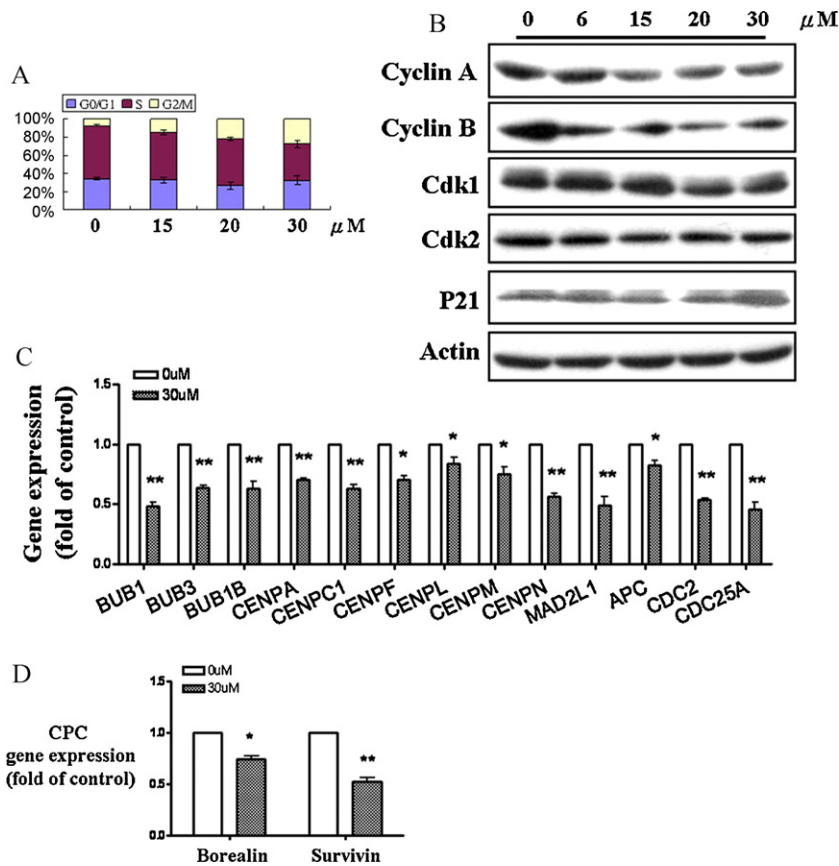 A
G0/G1 S G2/M
100%
80%
60%
40%
20%
0%
0 15 20 30 μM
B
0 6 15 20 30 μM
Cyclin A
Cyclin B
Cdk1
Cdk2
P21
Actin
C
0uM
30uM
Gene expression
(fold of control)
1.5
1.0
0.5
0.0
** ** ** ** ** * * * ** ** * ** **
BUB1 BUB3 BUB1B CENPA CENPC1 CENPF CENPL CENPM CENPN MAD2L1 APC CDC2 CDC25A
D
0uM
30uM
CPC
gene expression
(fold of control)
1.5
1.0
0.5
0.0
* **
Borealin Survivin